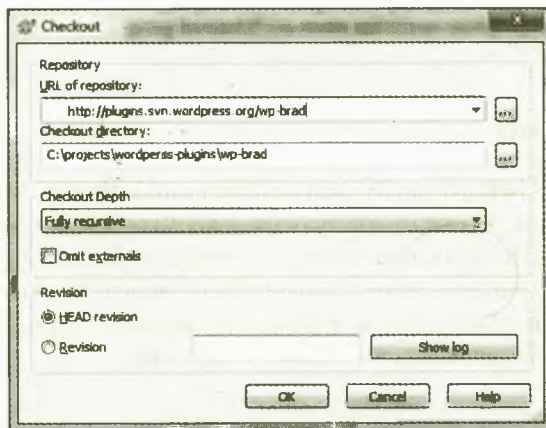 Checkout
Repository
URL of repository:
http://plugins.svn.wordpress.org/wp-brad
...
Checkout directory:
C:\projects\wordperss-plugins\wp-brad
...
Checkout Depth
Fully recursive
Omit externals
Revision
HEAD revision
Revision
Show log
OK
Cancel
Help